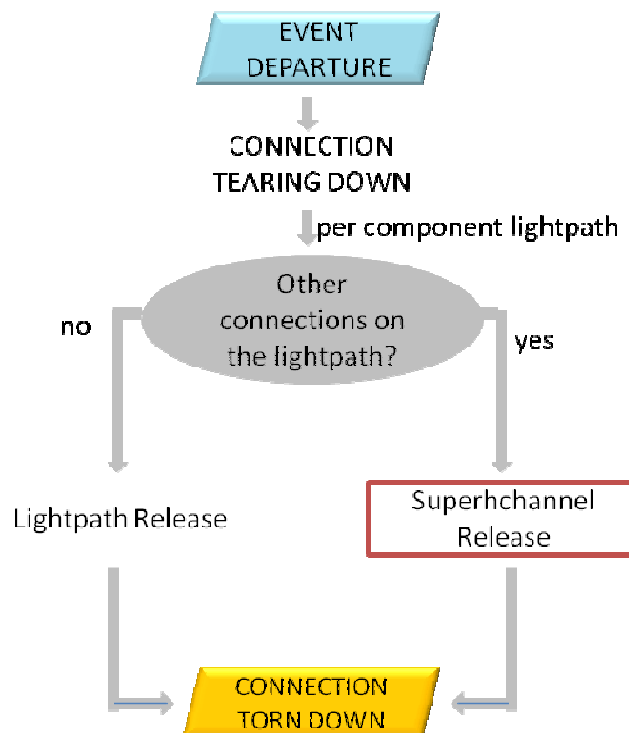 EVENT
DEPARTURE
CONNECTION
TEARING DOWN
per component lightpath
Other
connections on
the lightpath?
no
yes
Lightpath Release
Superhchannel
Release
CONNECTION
TORN DOWN